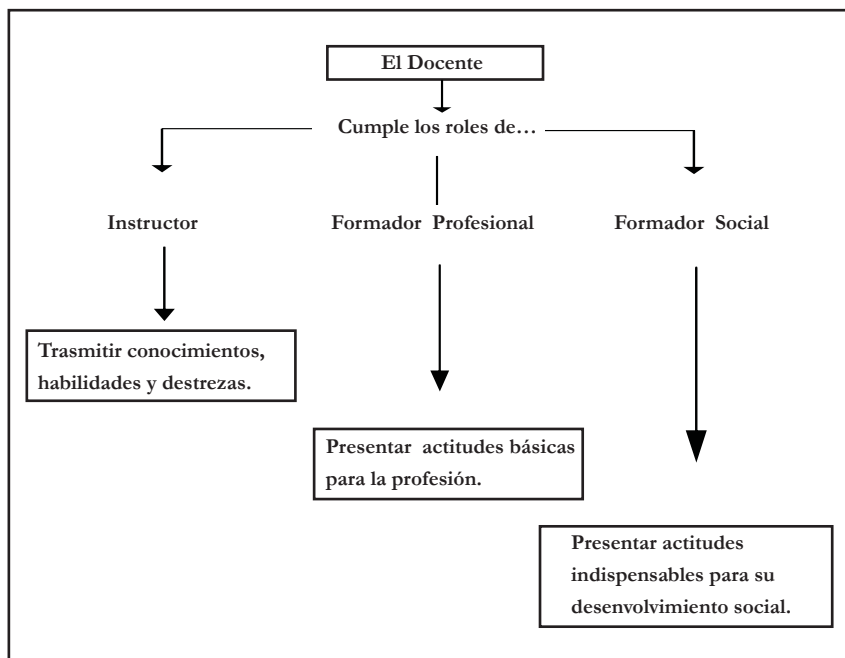 El Docente
Cumple los roles de…
Instructor
Formador Profesional
Formador Social
Trasmitir conocimientos,
habilidades y destrezas.
Presentar actitudes básicas
para la profesión.
Presentar actitudes
indispensables para su
desenvolvimiento social.